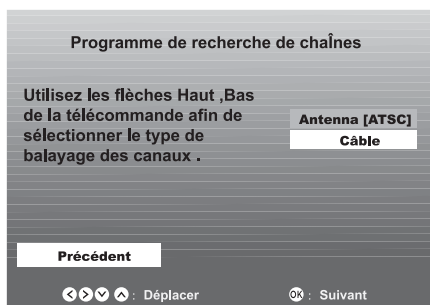 Programme de recherche de chaÎnes
Utilisez les flèches Haut ,Bas
de la télécommande afin de
sélectionner le type de
balayage des canaux .
Antenna [ATSC]
Câble
Précédent
: Déplacer
OK : Suivant